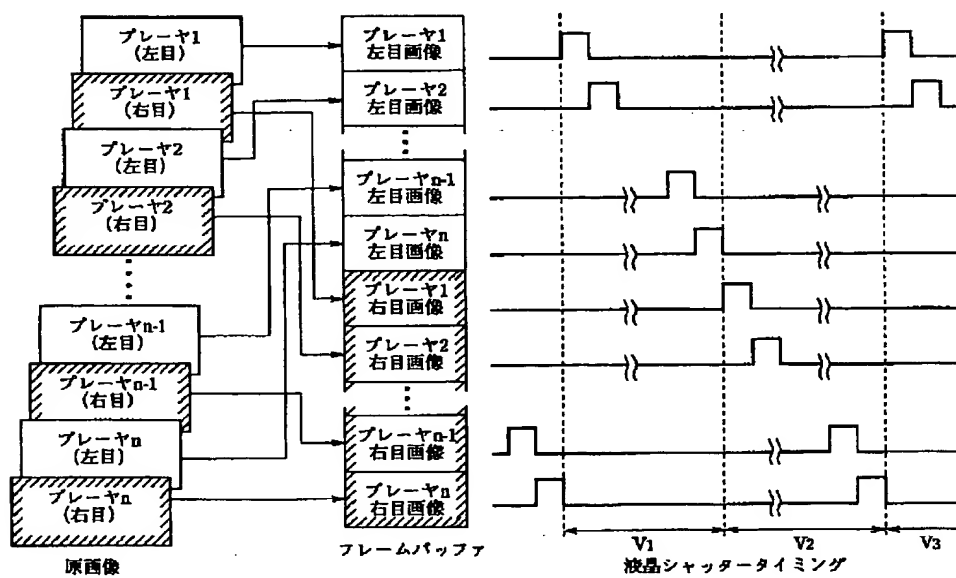 プレーヤ1
(左目)
プレーヤ1
(右目)
プレーヤ2
(左目)
プレーヤ2
(右目)
プレーヤn-1
(左目)
プレーヤn-1
(右目)
プレーヤn
(左目)
プレーヤn
(右目)
原画像
プレーヤ1
左目画像
プレーヤ2
左目画像
プレーヤn-1
左目画像
プレーヤn
左目画像
プレーヤ1
右目画像
プレーヤ2
右目画像
プレーヤn-1
右目画像
プレーヤn
右目画像
フレームバッファ
V1
V2
V3
液晶シャッタータイミング